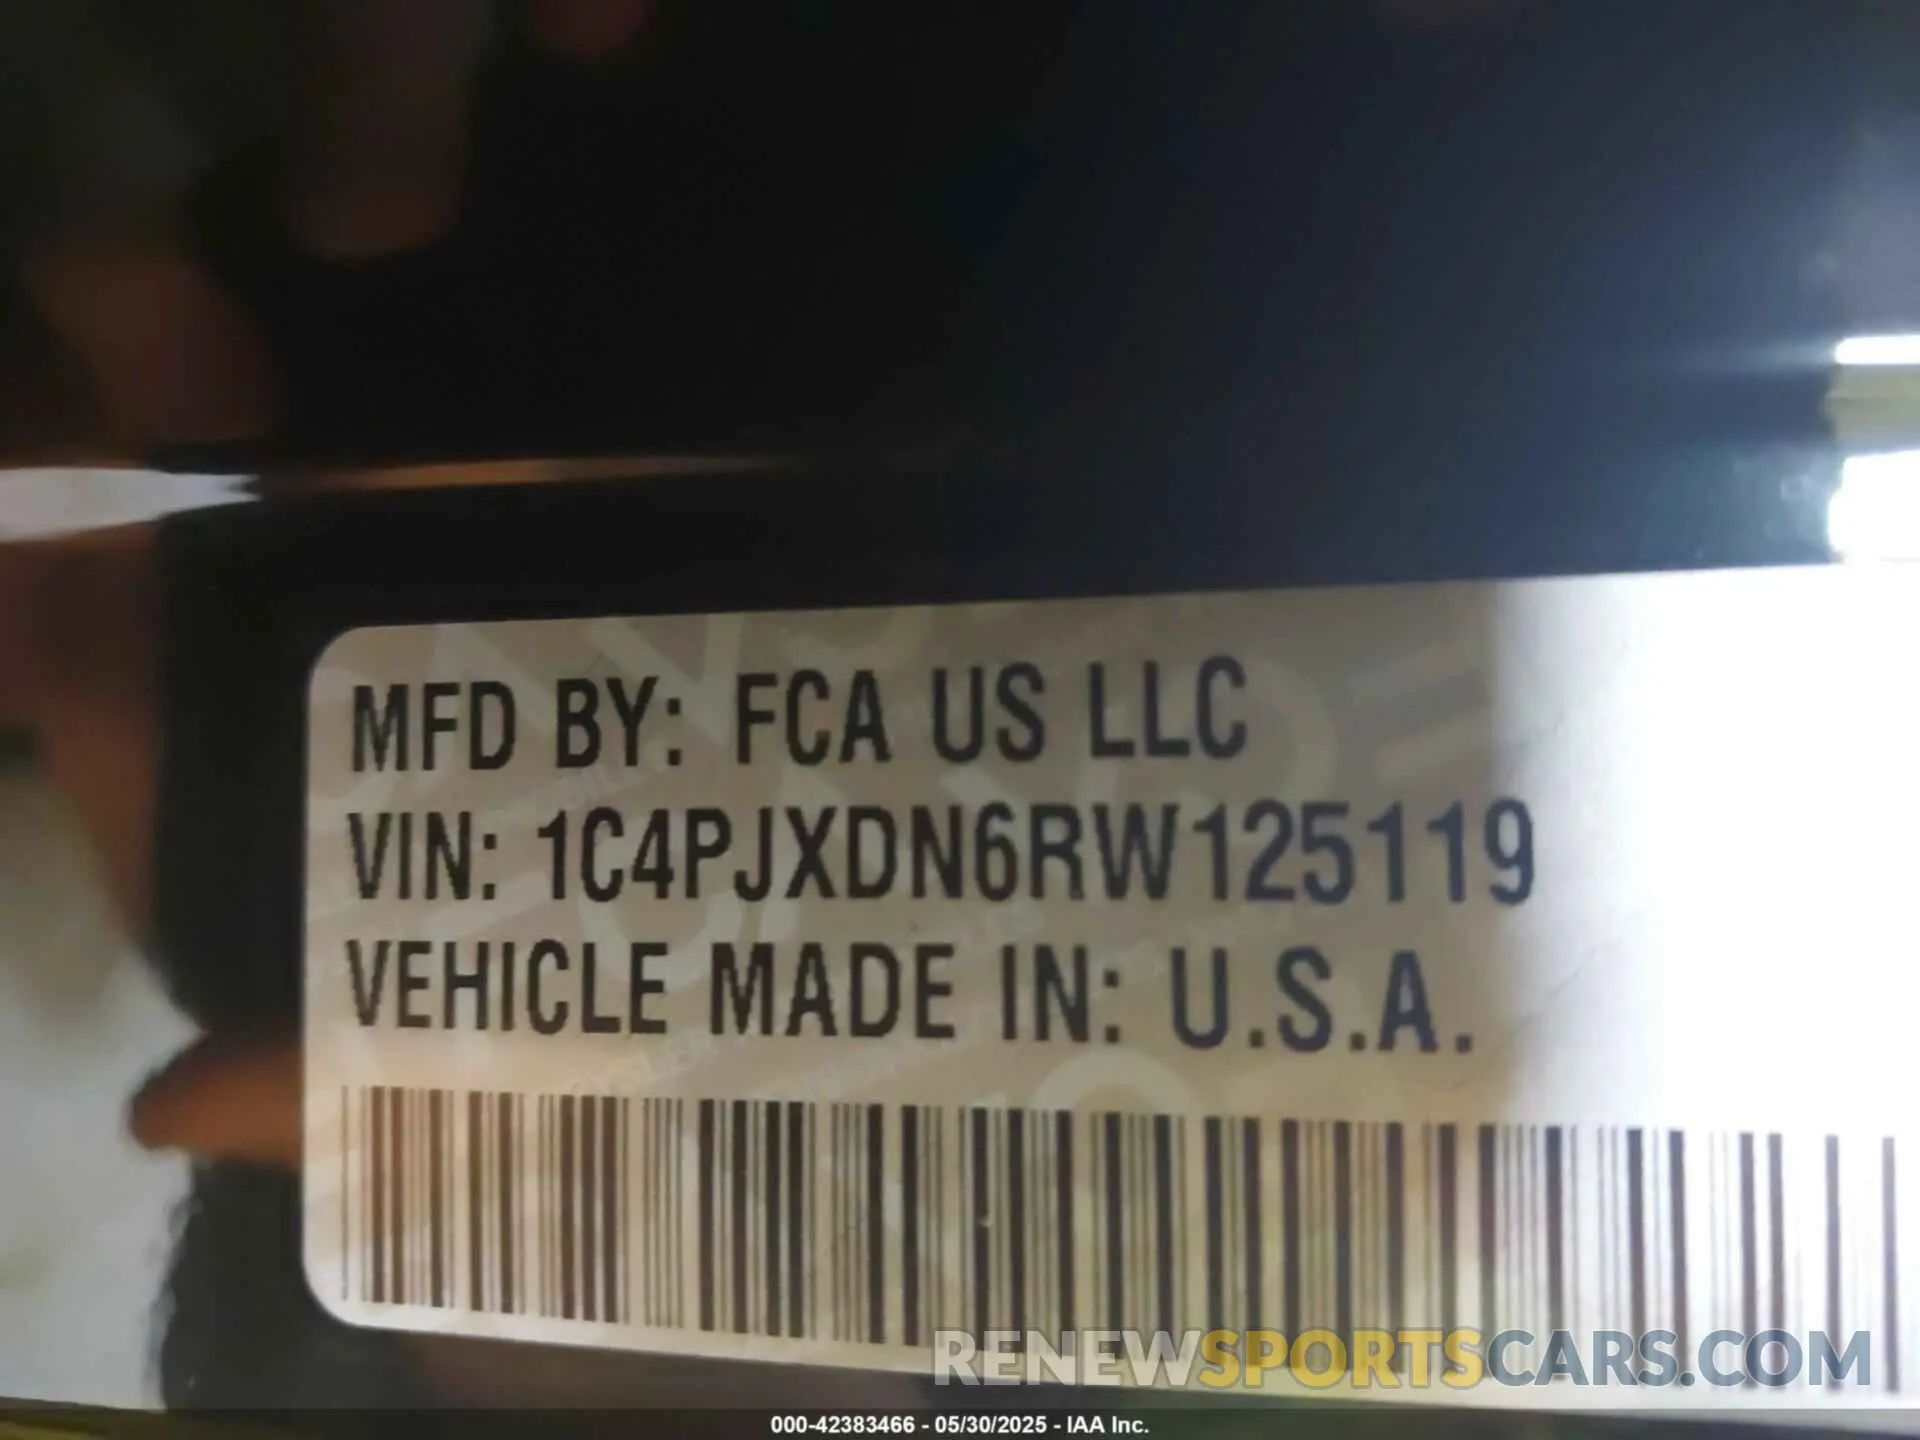 MFD BY: FCA US LLC
VIN: 1C4PJXDN6RW125119
VEHICLE MADE IN: U.S.A.
RENEWSPORTSCARS.COM
000-42383466 - 05/30/2025 - IAA Inc.